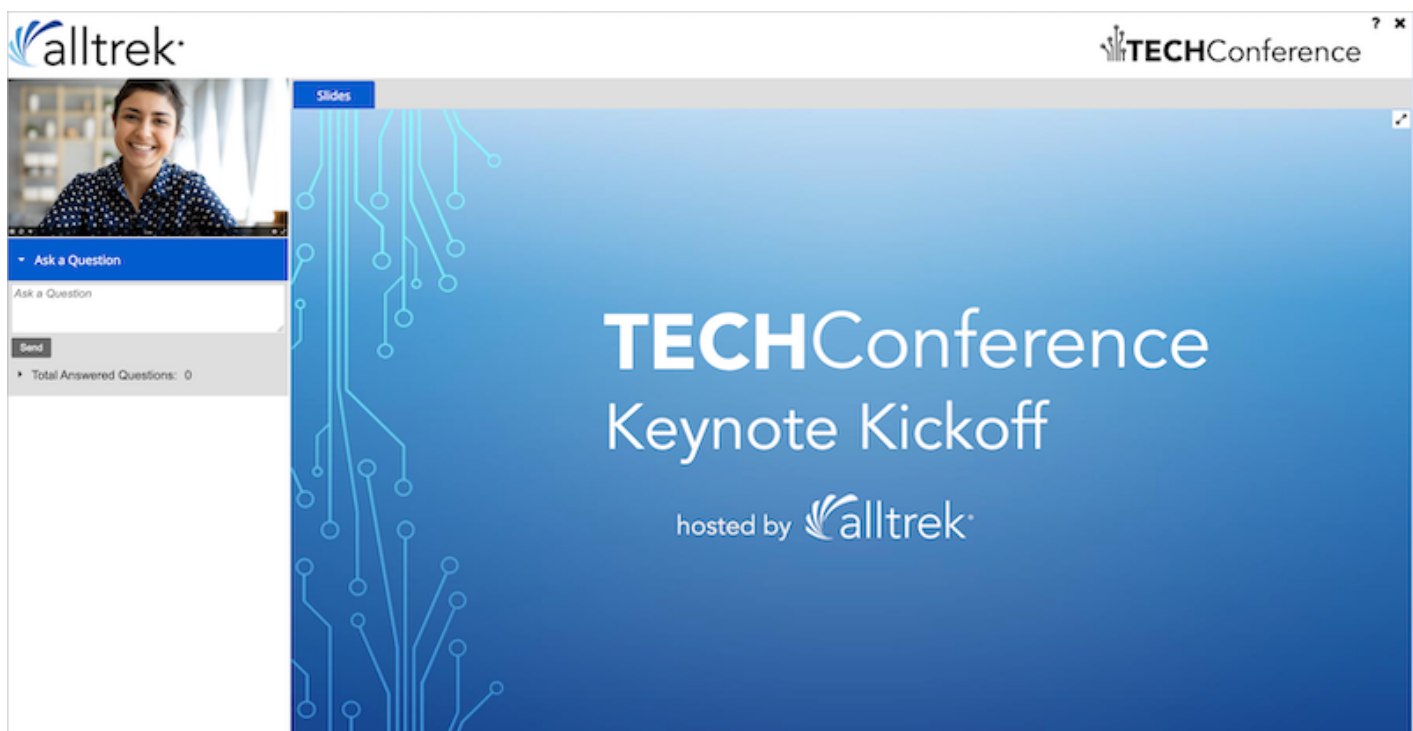 alltrek
TECHConference
?
Slides
Ask a Question
Ask a Question
Send
Total Answered Questions: 0
TECHConference
Keynote Kickoff
hosted by alltrek